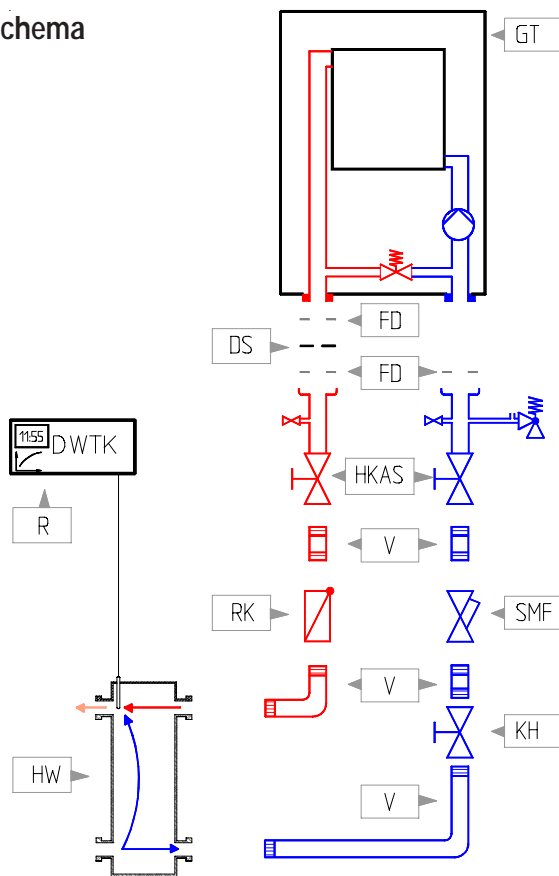 chema
GT
FD
DS
FD
11:55 DWTK
HKAS
R
V
RK
SMF
V
KH
HW
V